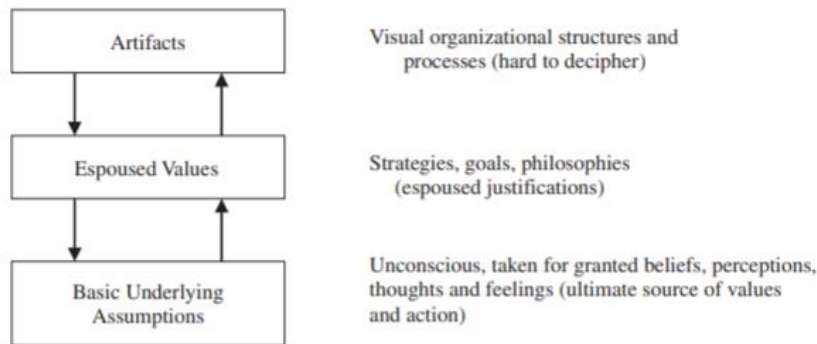 Artifacts
Visual organizational structures and
processes (hard to decipher)
Espoused Values
Strategies, goals, philosophies
(espoused justifications)
Basic Underlying
Assumptions
Unconscious, taken for granted beliefs, perceptions,
thoughts and feelings (ultimate source of values
and action)